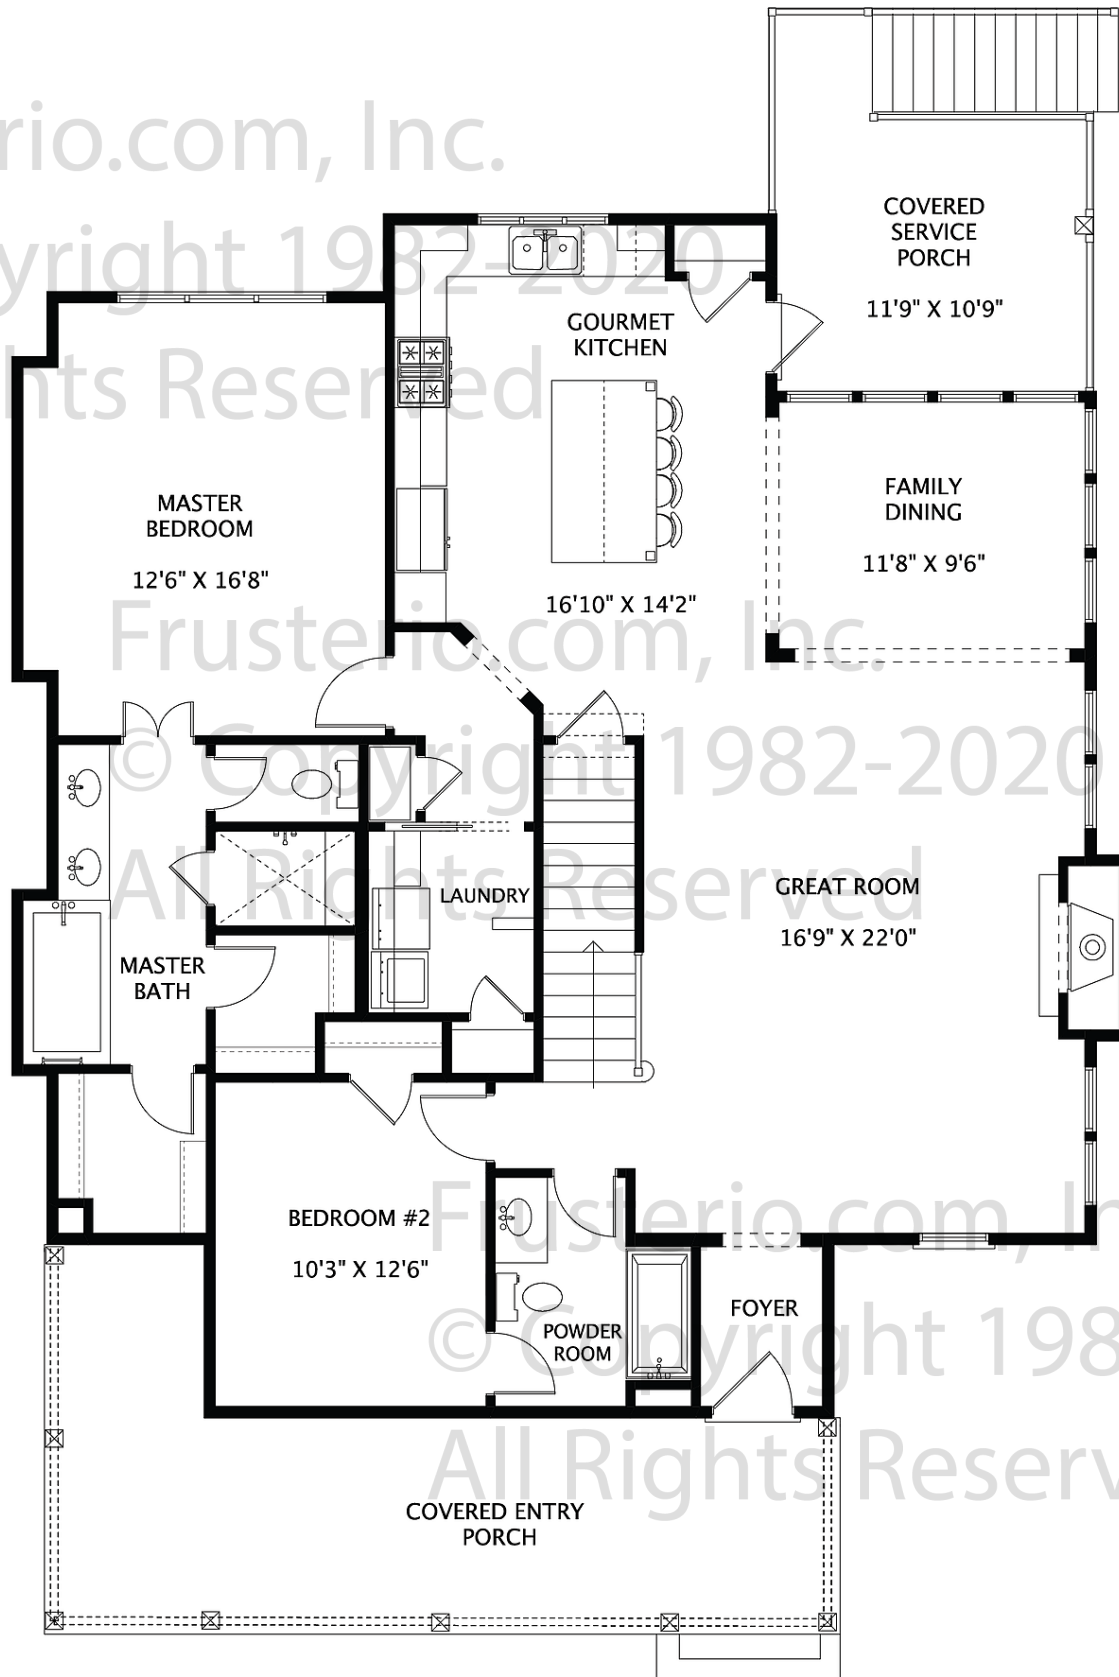 rio.com, Inc.
pyright 1982-2020
hts Reserved
COVERED
SERVICE
PORCH
11'9" X 10'9"
GOURMET
KITCHEN
16'10" X 14'2"
FAMILY
DINING
11'8" X 9'6"
MASTER
BEDROOM
12'6" X 16'8"
Frusterio.com, Inc.
© Copyright 1982-2020
All Rights Reserved
LAUNDRY
GREAT ROOM
16'9" X 22'0"
MASTER
BATH
BEDROOM #2
10'3" X 12'6"
POWDER
ROOM
FOYER
Frusterio.com, In
© Copyright 198
All Rights Reserv
COVERED ENTRY
PORCH